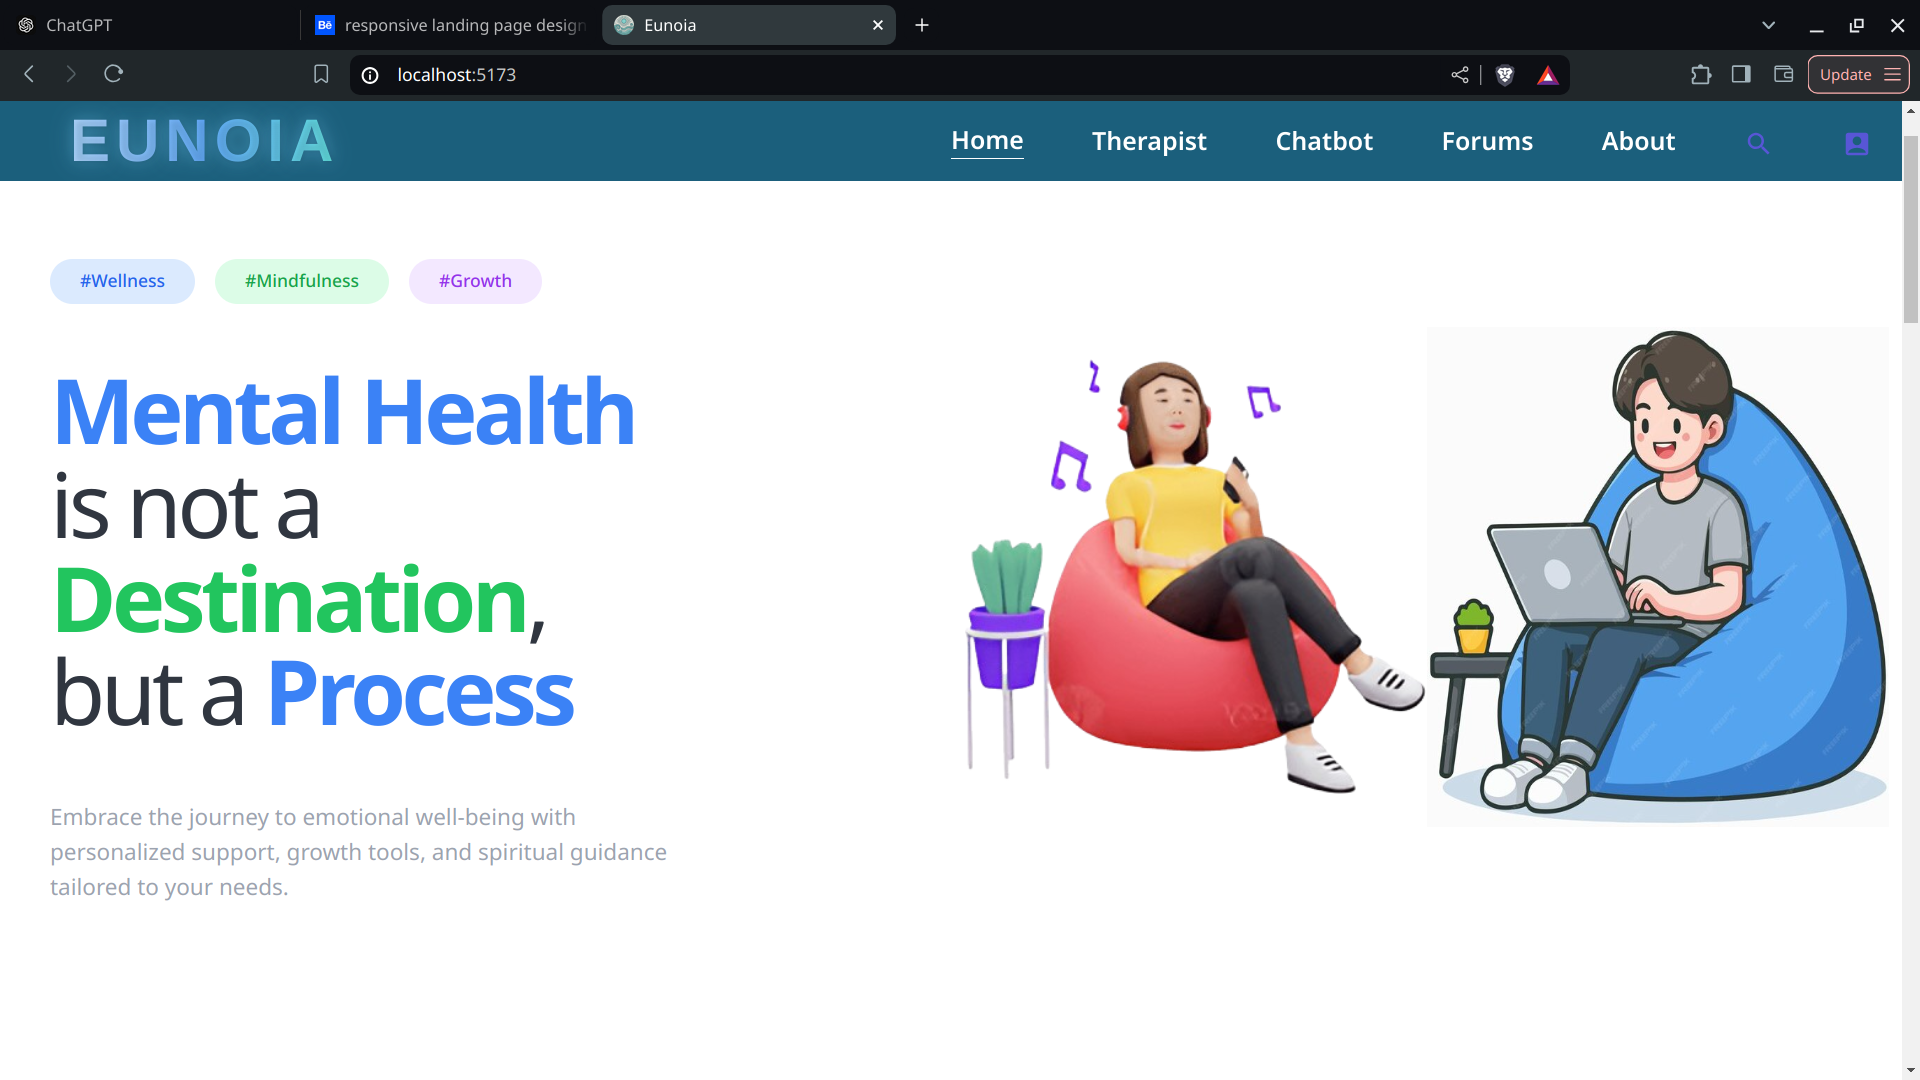 ChatGPT
Bē
responsive landing page design
Eunoia
localhost:5173
Update
EUNOIA
Home
Therapist
Chatbot
Forums
About
#Wellness
#Mindfulness
#Growth
Mental Health
is not a
Destination,
but a Process
Embrace the journey to emotional well-being with
personalized support, growth tools, and spiritual guidance
tailored to your needs.